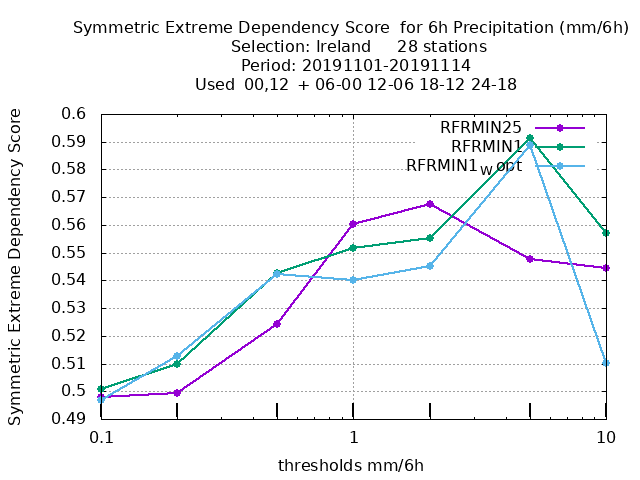 Symmetric Extreme Dependency Score  for 6h Precipitation (mm/6h)
Selection: Ireland     28 stations
Period: 20191101-20191114
Used  00,12  + 06-00 12-06 18-12 24-18
Symmetric Extreme Dependency Score
0.6
0.59
0.58
0.57
0.56
0.55
0.54
0.53
0.52
0.51
0.5
0.49
RFRMIN25
RFRMIN1
RFRMIN1wopt
0.1
1
10
thresholds mm/6h